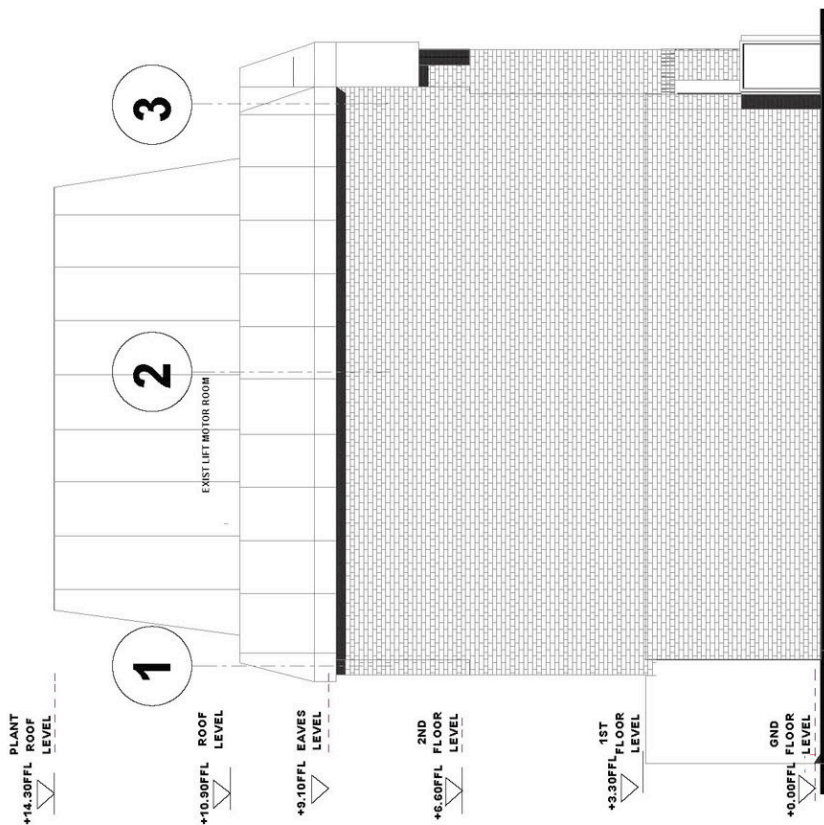 1
2
3
EXIST LIFT MOTOR ROOM
PLANT
ROOF
LEVEL
+14.30FFL
ROOF
LEVEL
+10.90FFL
EAVES
LEVEL
+9.10FFL
2ND
FLOOR
LEVEL
+6.60FFL
1ST
FLOOR
LEVEL
+3.30FFL
GND
FLOOR
LEVEL
+0.00FFL